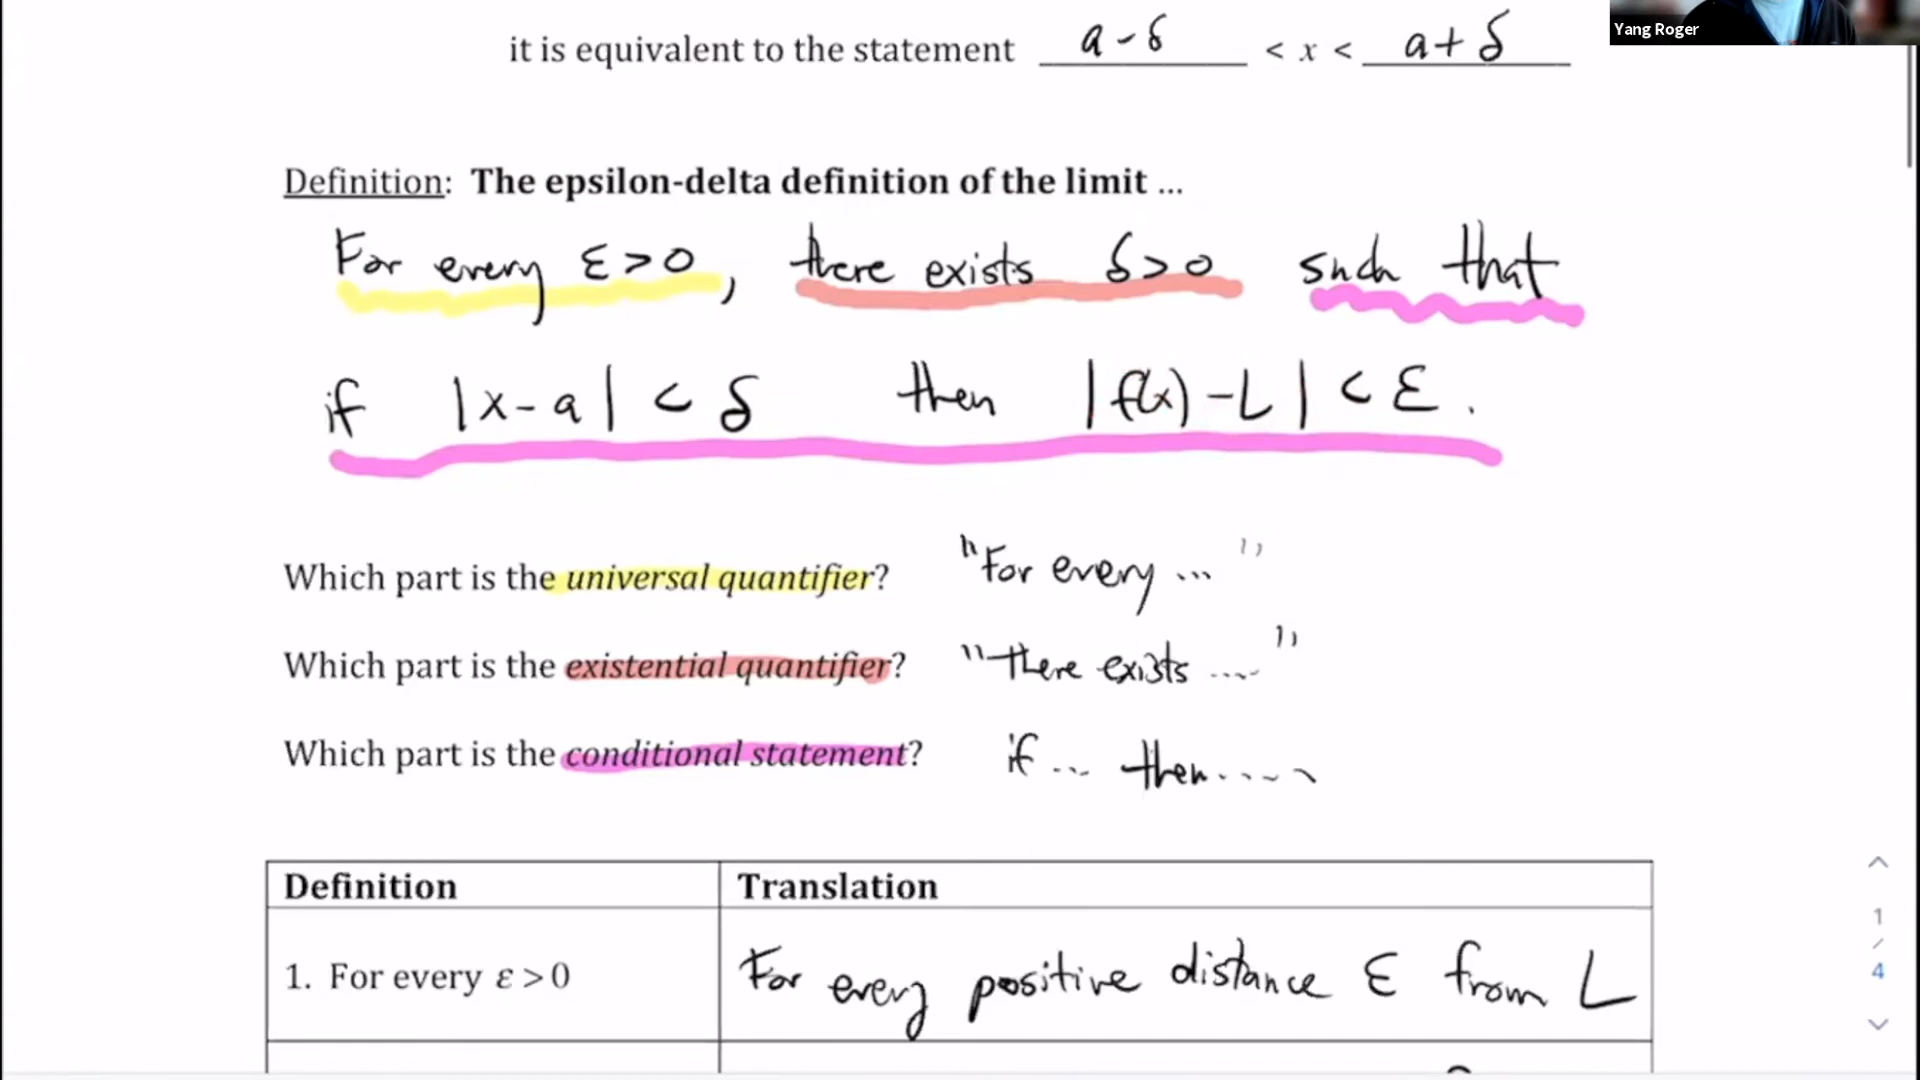 Yang Roger
it is equivalent to the statement a-δ < x < a+δ
Definition: The epsilon-delta definition of the limit ...
For every ε>0, there exists δ>0 such that
if |x-a| < δ then |f(x)-L| < ε.
Which part is the universal quantifier? "For every ..."
Which part is the existential quantifier? "there exists ...."
Which part is the conditional statement? if ... then.....
Definition Translation
1. For every ε > 0 For every positive distance ε from L
1
/
4